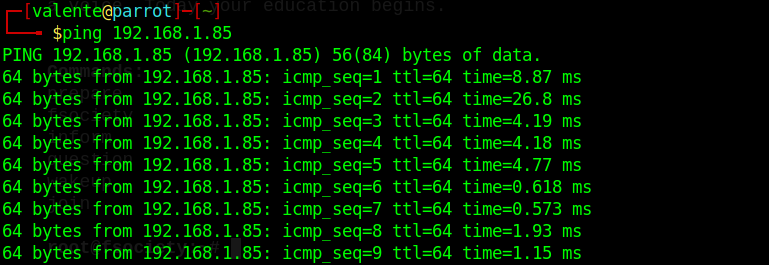 ┌─[valente@parrot]─[~]
└──╼ $ping 192.168.1.85
PING 192.168.1.85 (192.168.1.85) 56(84) bytes of data.
64 bytes from 192.168.1.85: icmp_seq=1 ttl=64 time=8.87 ms
64 bytes from 192.168.1.85: icmp_seq=2 ttl=64 time=26.8 ms
64 bytes from 192.168.1.85: icmp_seq=3 ttl=64 time=4.19 ms
64 bytes from 192.168.1.85: icmp_seq=4 ttl=64 time=4.18 ms
64 bytes from 192.168.1.85: icmp_seq=5 ttl=64 time=4.77 ms
64 bytes from 192.168.1.85: icmp_seq=6 ttl=64 time=0.618 ms
64 bytes from 192.168.1.85: icmp_seq=7 ttl=64 time=0.573 ms
64 bytes from 192.168.1.85: icmp_seq=8 ttl=64 time=1.93 ms
64 bytes from 192.168.1.85: icmp_seq=9 ttl=64 time=1.15 ms
your education begins.